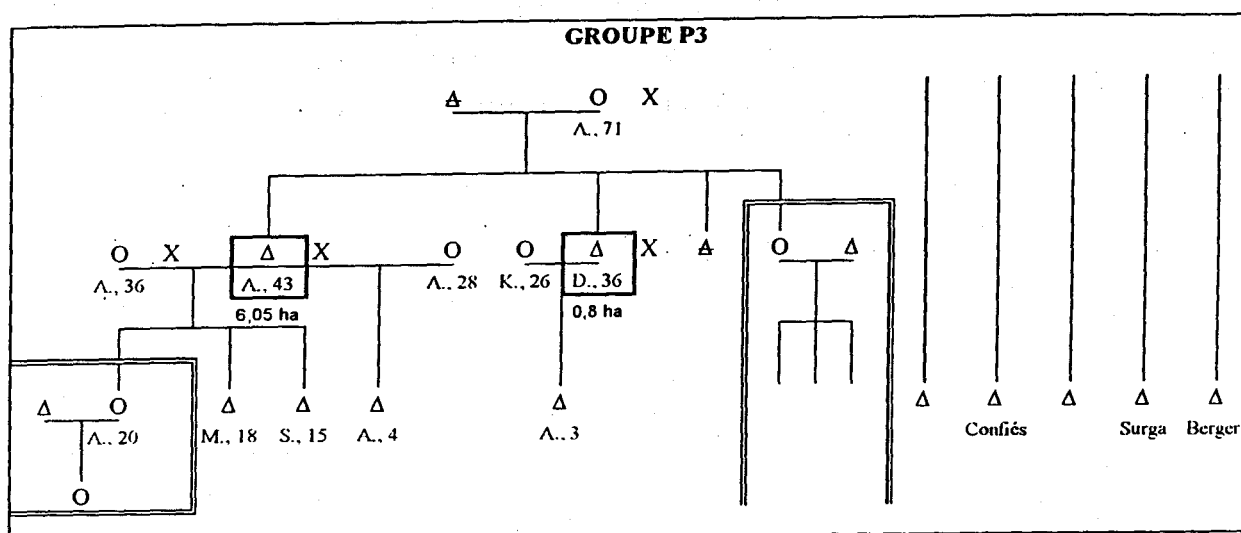 GROUPE P3
Δ O X
A., 71
O X Δ X O O Δ X Δ O Δ
A., 36 A., 43 A., 28 K., 26 D., 36
6,05 ha 0,8 ha
Δ O Δ Δ Δ Δ Δ Δ Δ Δ Δ
A., 20 M., 18 S., 15 A., 4 A., 3 Confiés Surga Berger
O